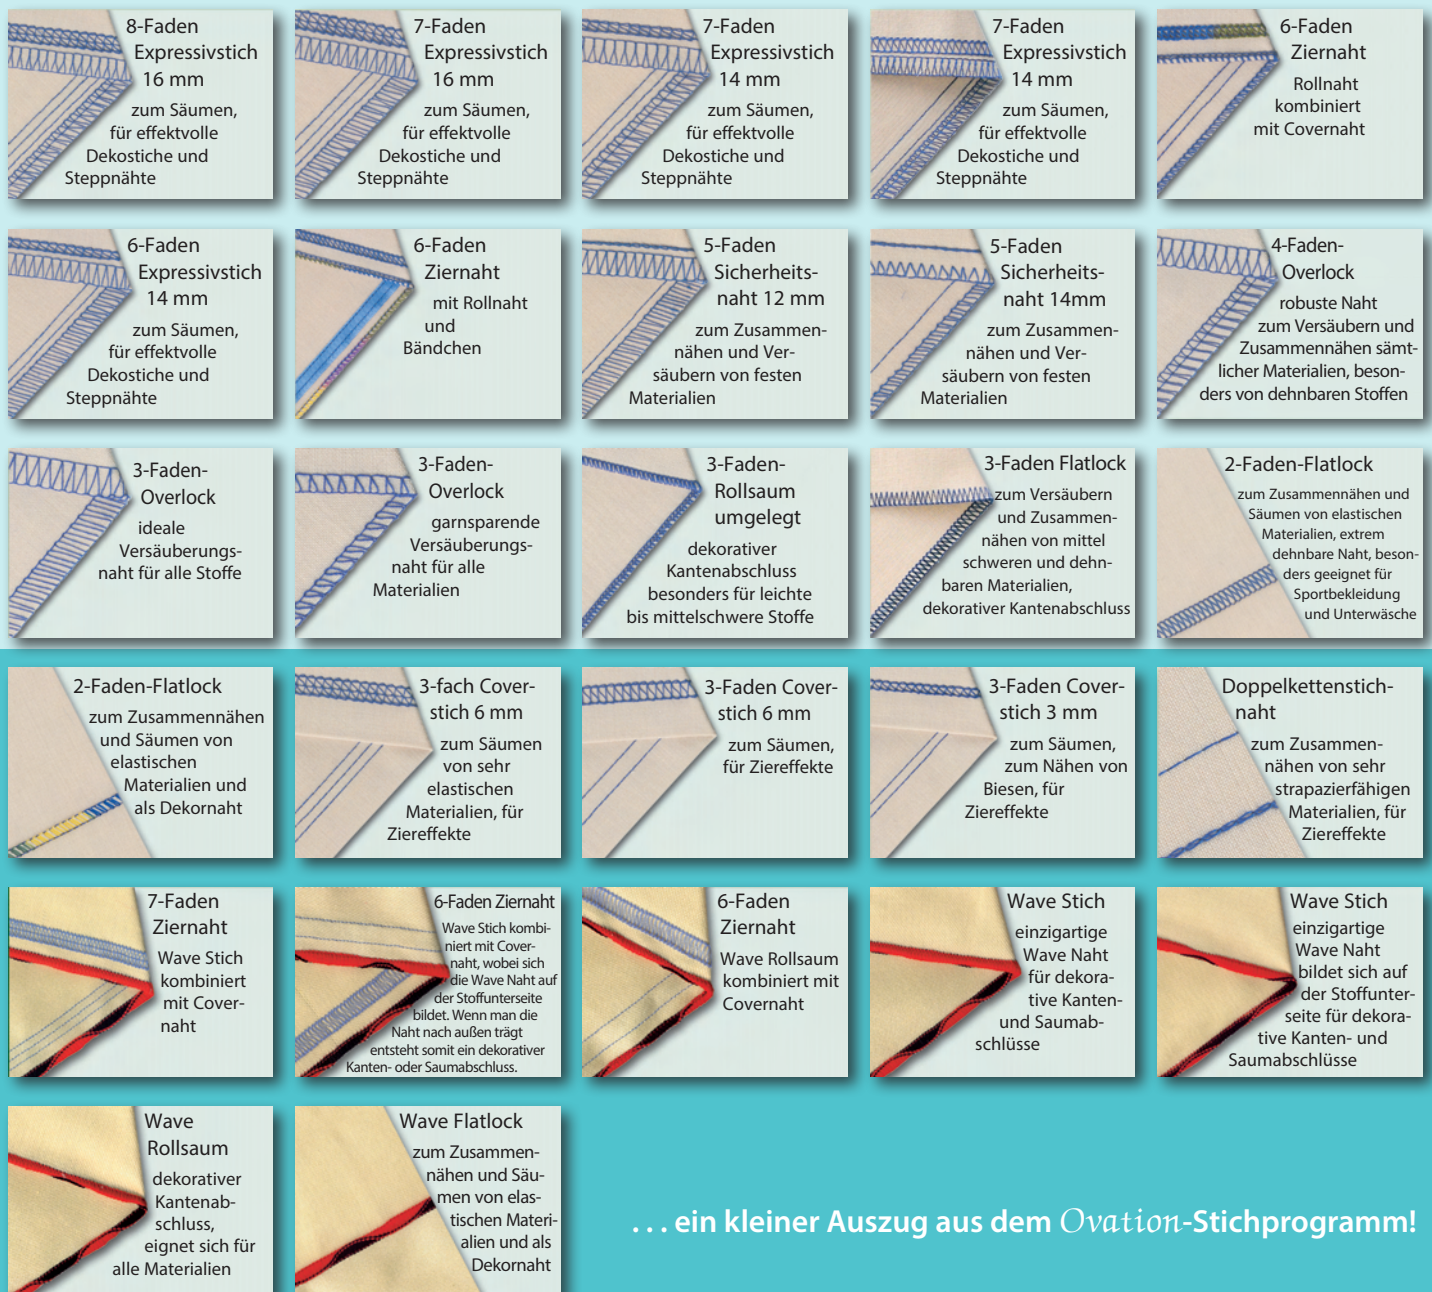 8-Faden
Expressivstich
16 mm
zum Säumen,
für effektvolle
Dekostiche und
Steppnähte
7-Faden
Expressivstich
16 mm
zum Säumen,
für effektvolle
Dekostiche und
Steppnähte
7-Faden
Expressivstich
14 mm
zum Säumen,
für effektvolle
Dekostiche und
Steppnähte
7-Faden
Expressivstich
14 mm
zum Säumen,
für effektvolle
Dekostiche und
Steppnähte
6-Faden
Ziernaht
Rollnaht
kombiniert
mit Covernaht
6-Faden
Expressivstich
14 mm
zum Säumen,
für effektvolle
Dekostiche und
Steppnähte
6-Faden
Ziernaht
mit Rollnaht
und
Bändchen
5-Faden
Sicherheits-
naht 12 mm
zum Zusammen-
nähen und Ver-
säubern von festen
Materialien
5-Faden
Sicherheits-
naht 14mm
zum Zusammen-
nähen und Ver-
säubern von festen
Materialien
4-Faden-
Overlock
robuste Naht
zum Versäubern und
Zusammennähen sämt-
licher Materialien, beson-
ders von dehnbaren Stoffen
3-Faden-
Overlock
ideale
Versäuberungs-
naht für alle Stoffe
3-Faden-
Overlock
garnsparende
Versäuberungs-
naht für alle
Materialien
3-Faden-
Rollsaum
umgelegt
dekorativer
Kantenabschluss
besonders für leichte
bis mittelschwere Stoffe
3-Faden Flatlock
zum Versäubern
und Zusammen-
nähen von mittel
schweren und dehn-
baren Materialien,
dekorativer Kantenabschluss
2-Faden-Flatlock
zum Zusammennähen und
Säumen von elastischen
Materialien, extrem
dehnbare Naht, beson-
ders geeignet für
Sportbekleidung
und Unterwäsche
2-Faden-Flatlock
zum Zusammennähen
und Säumen von
elastischen
Materialien und
als Dekornaht
3-fach Cover-
stich 6 mm
zum Säumen
von sehr
elastischen
Materialien, für
Ziereffekte
3-Faden Cover-
stich 6 mm
zum Säumen,
für Ziereffekte
3-Faden Cover-
stich 3 mm
zum Säumen,
zum Nähen von
Biesen, für
Ziereffekte
Doppelkettenstich-
naht
zum Zusammen-
nähen von sehr
strapazierfähigen
Materialien, für
Ziereffekte
7-Faden
Ziernaht
Wave Stich
kombiniert
mit Cover-
naht
6-Faden Ziernaht
Wave Stich kombi-
niert mit Cover-
naht, wobei sich
die Wave Naht auf
der Stoffunterseite
bildet. Wenn man die
Naht nach außen trägt
entsteht somit ein dekorativer
Kanten- oder Saumabschluss.
6-Faden
Ziernaht
Wave Rollsaum
kombiniert mit
Covernaht
Wave Stich
einzigartige
Wave Naht
für dekora-
tive Kanten-
und Saumab-
schlüsse
Wave Stich
einzigartige
Wave Naht
bildet sich auf
der Stoffunter-
seite für dekora-
tive Kanten- und
Saumabschlüsse
Wave
Rollsaum
dekorativer
Kantenab-
schluss,
eignet sich für
alle Materialien
Wave Flatlock
zum Zusammen-
nähen und Säu-
men von elas-
tischen Materi-
alien und als
Dekornaht
. . . ein kleiner Auszug aus dem Ovation-Stichprogramm!